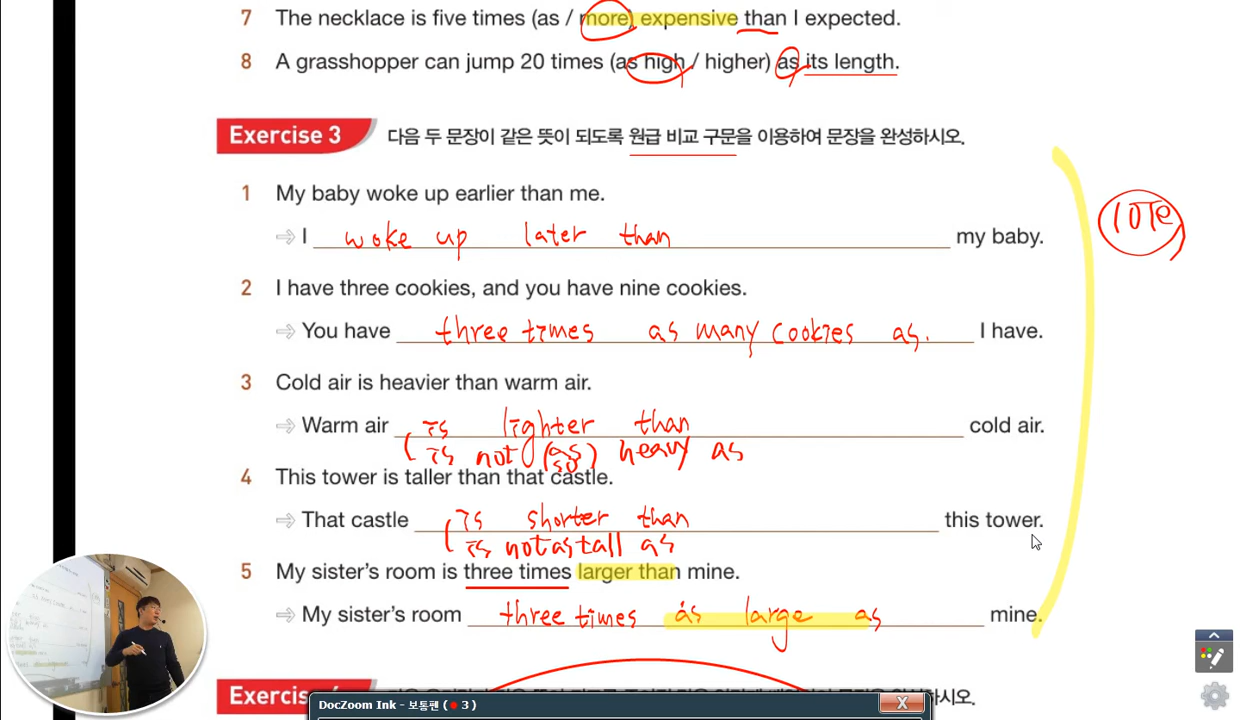 7 The necklace is five times (as / more) expensive than I expected.
8 A grasshopper can jump 20 times (as high / higher) as its length.
Exercise 3 다음 두 문장이 같은 뜻이 되도록 원급 비교 구문을 이용하여 문장을 완성하시오.
1 My baby woke up earlier than me.
⇨ I woke up later than my baby.
2 I have three cookies, and you have nine cookies.
⇨ You have three times as many cookies as. I have.
3 Cold air is heavier than warm air.
⇨ Warm air is lighter than cold air.
is not (as so) heavy as
4 This tower is taller than that castle.
⇨ That castle is shorter than this tower.
is not as tall as
5 My sister's room is three times larger than mine.
⇨ My sister's room three times as large as mine.
DocZoom Ink - 보통펜 ( 3 )